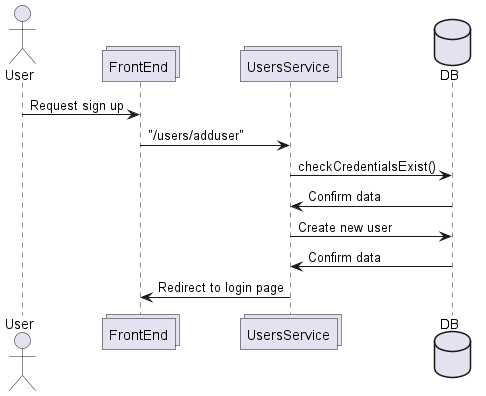 User
FrontEnd
UsersService
DB
Request sign up
"/users/adduser"
checkCredentialsExist()
Confirm data
Create new user
Confirm data
Redirect to login page
User
FrontEnd
UsersService
DB